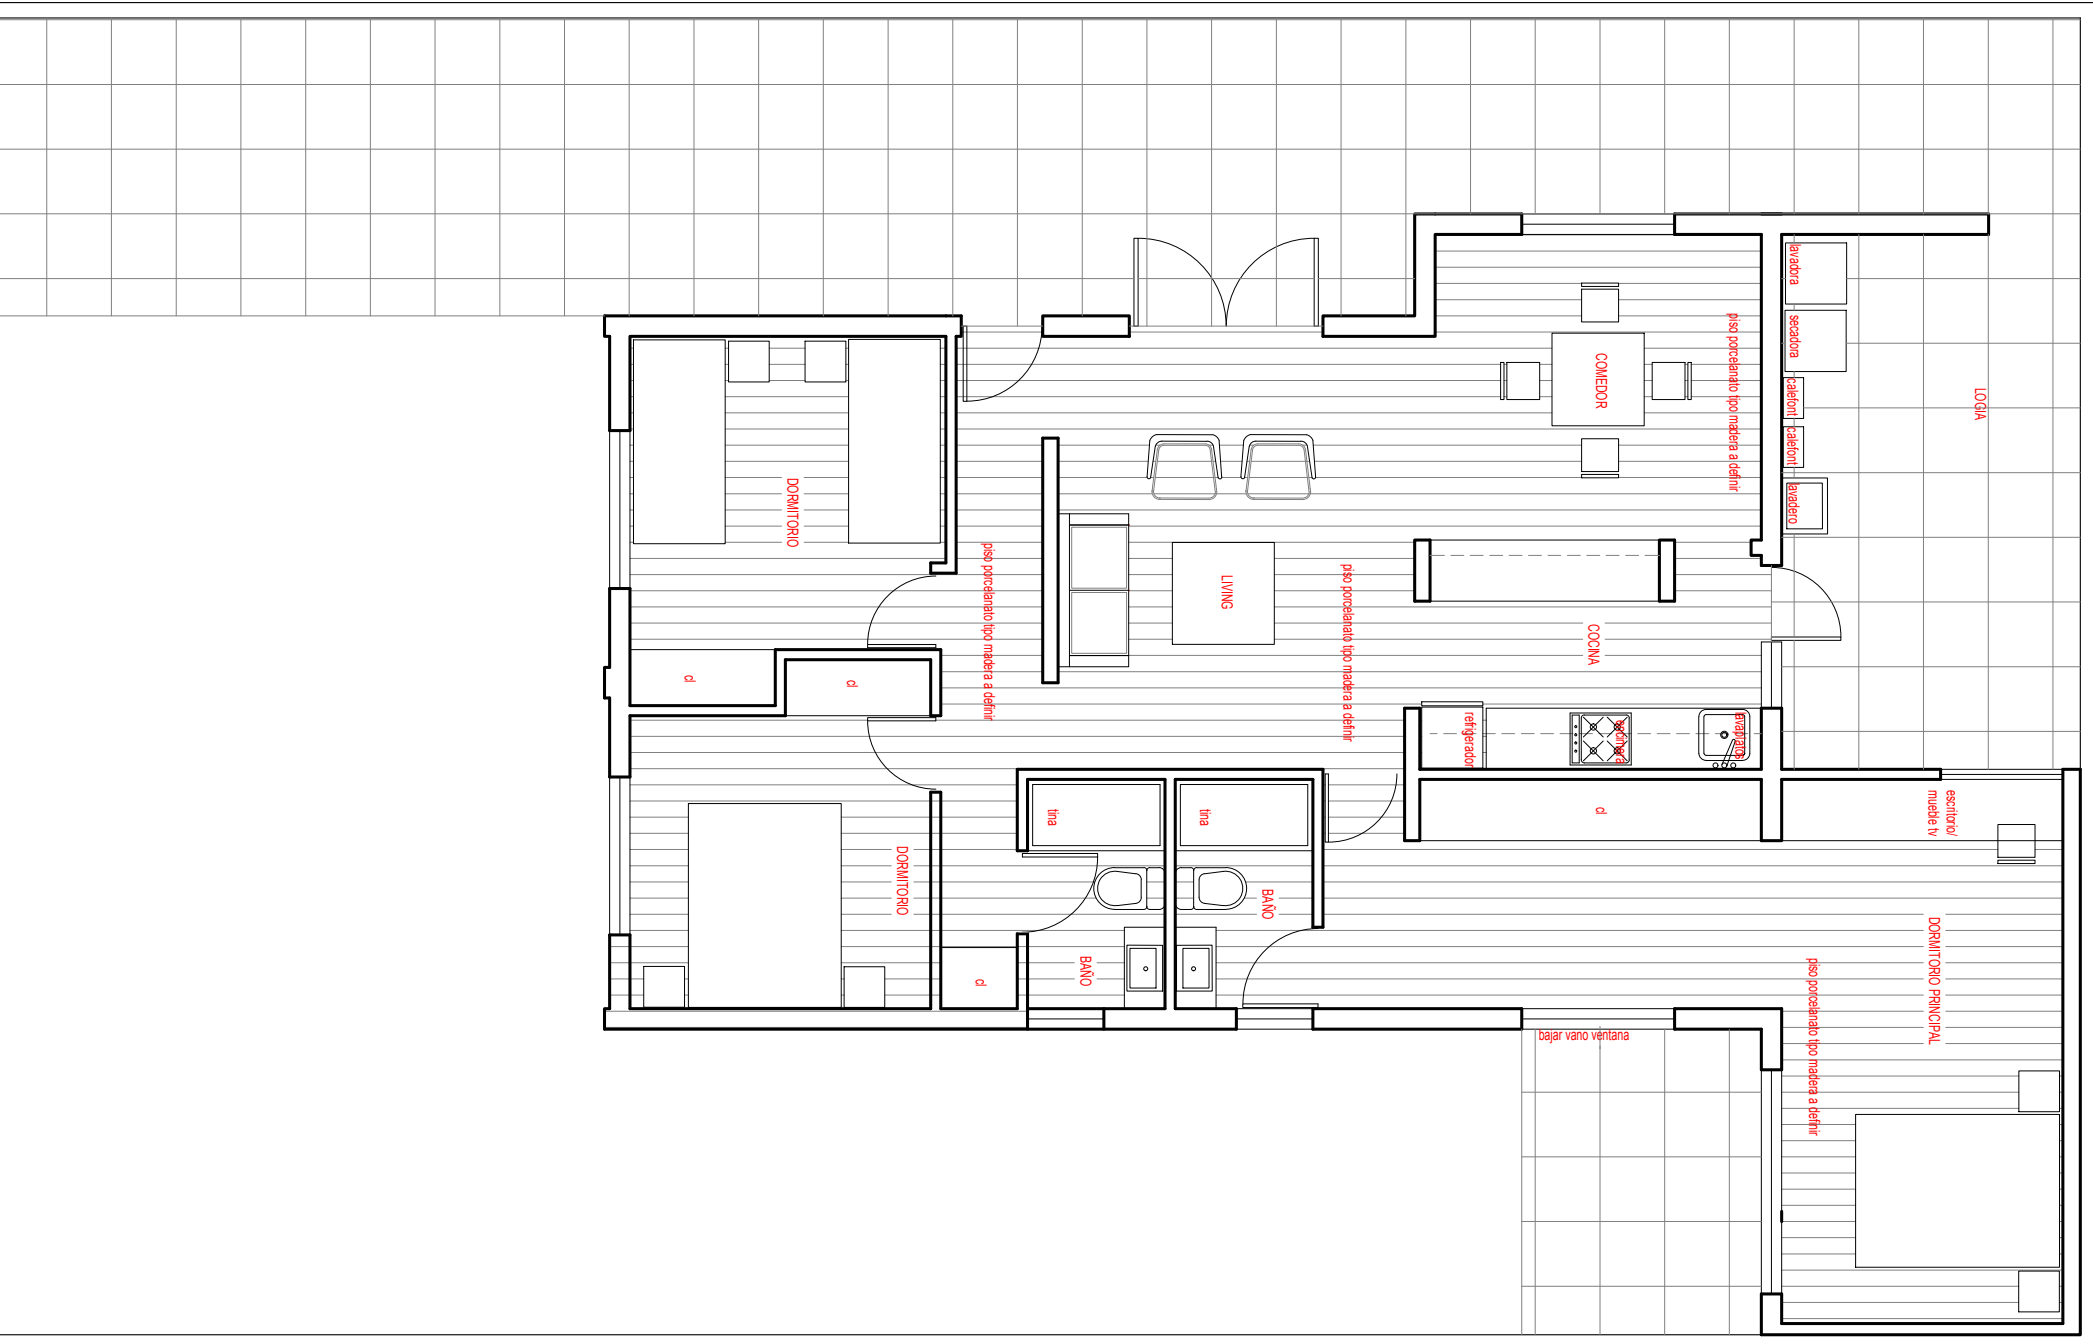 LOGIA
escritorio/
mueble tv
DORMITORIO PRINCIPAL
piso porcelanato tipo madera a definir
lavadora
secadora
calefont
calefont
lavadero
piso porcelanato tipo madera a definir
lavaplatos
encimera
COMEDOR
COCINA
cl
bajar vano ventana
refrigerador
piso porcelanato tipo madera a definir
BAÑO
LIVING
tina
BAÑO
tina
piso porcelanato tipo madera a definir
cl
DORMITORIO
cl
DORMITORIO
cl